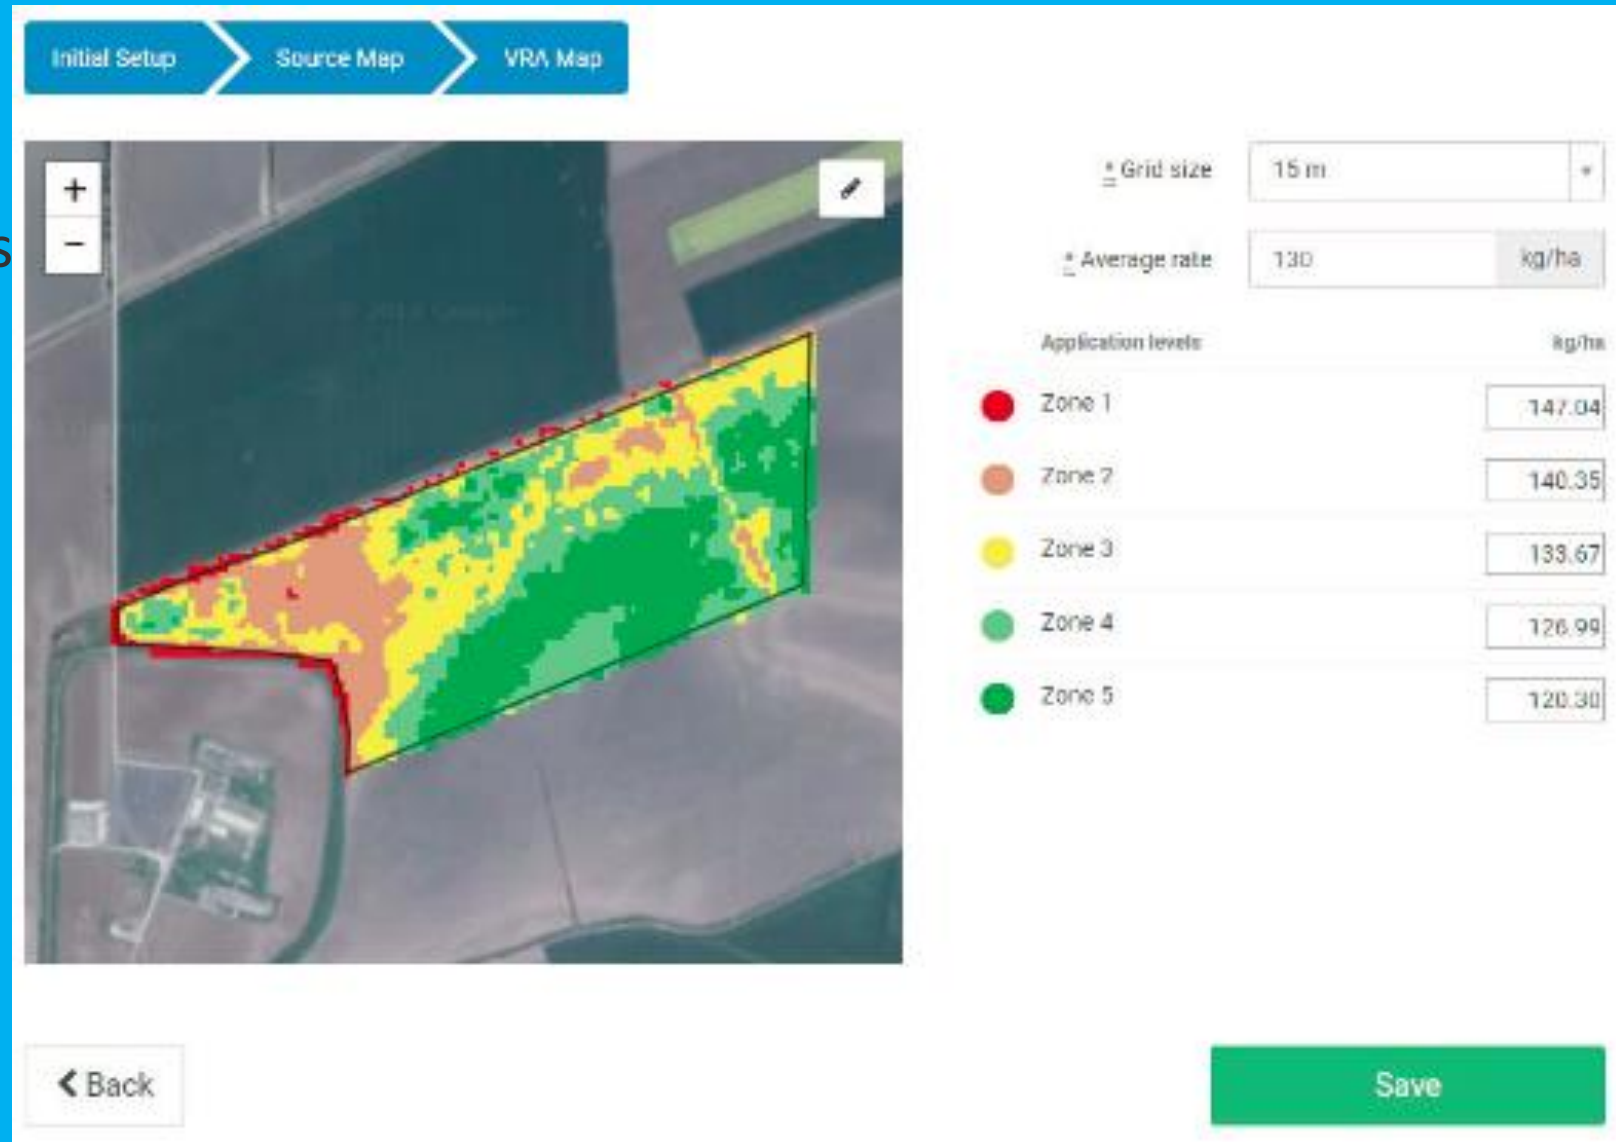 Initial Setup
Source Map
VRA Map
s
+
−
* Grid size
15 m
* Average rate
130
kg/ha
Application levels
kg/ha
Zone 1
147.04
Zone 2
140.35
Zone 3
133.67
Zone 4
126.99
Zone 5
120.30
Back
Save